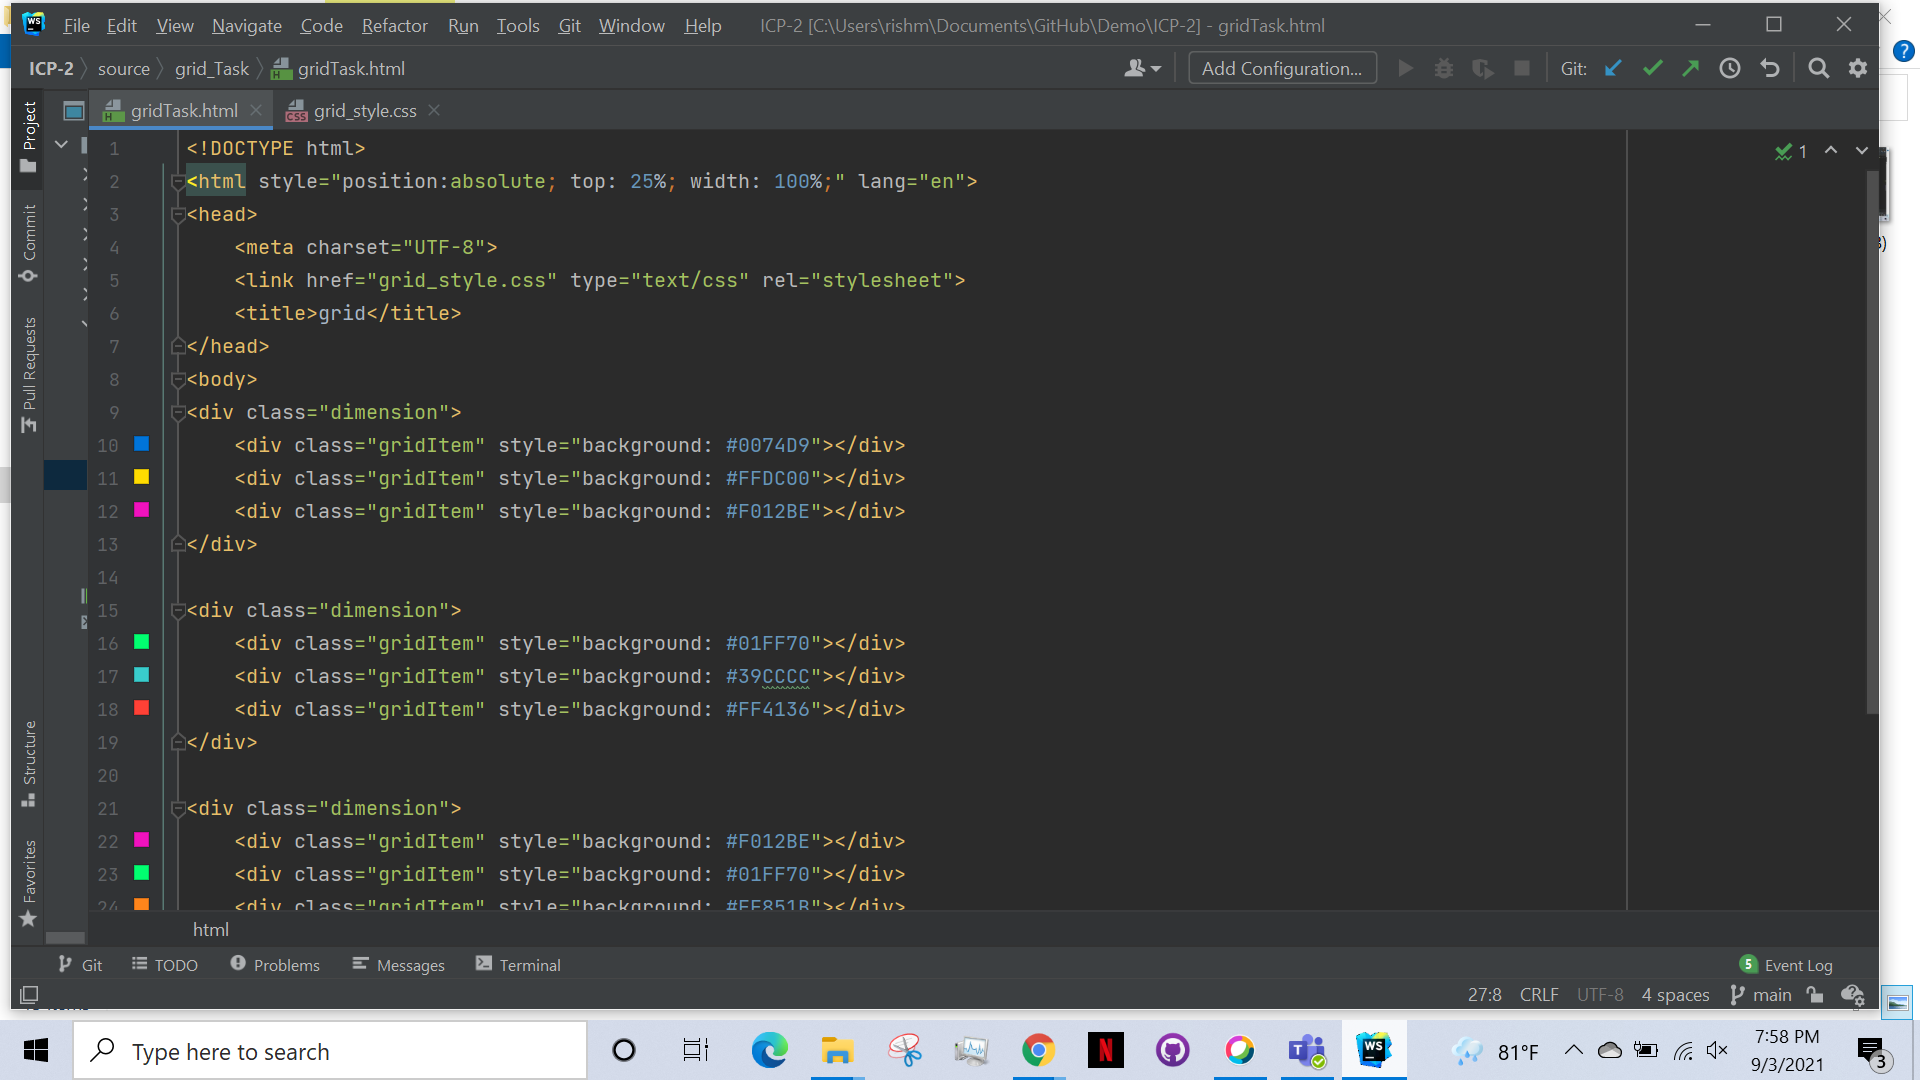 File Edit View Navigate Code Refactor Run Tools Git Window Help ICP-2 [C:\Users\rishm\Documents\GitHub\Demo\ICP-2] - gridTask.html
ICP-2 source grid_Task gridTask.html Add Configuration... Git:
gridTask.html grid_style.css
Project
Commit
Pull Requests
Structure
Favorites
1 <!DOCTYPE html> 1
2 <html style="position:absolute; top: 25%; width: 100%;" lang="en">
3 <head>
4 <meta charset="UTF-8">
5 <link href="grid_style.css" type="text/css" rel="stylesheet">
6 <title>grid</title>
7 </head>
8 <body>
9 <div class="dimension">
10 <div class="gridItem" style="background: #0074D9"></div>
11 <div class="gridItem" style="background: #FFDC00"></div>
12 <div class="gridItem" style="background: #F012BE"></div>
13 </div>
14
15 <div class="dimension">
16 <div class="gridItem" style="background: #01FF70"></div>
17 <div class="gridItem" style="background: #39CCCC"></div>
18 <div class="gridItem" style="background: #FF4136"></div>
19 </div>
20
21 <div class="dimension">
22 <div class="gridItem" style="background: #F012BE"></div>
23 <div class="gridItem" style="background: #01FF70"></div>
24 <div class="gridItem" style="background: #FF851B"></div>
html
Git TODO Problems Messages Terminal 5 Event Log
27:8 CRLF UTF-8 4 spaces main
Type here to search
81°F
7:58 PM
9/3/2021
3